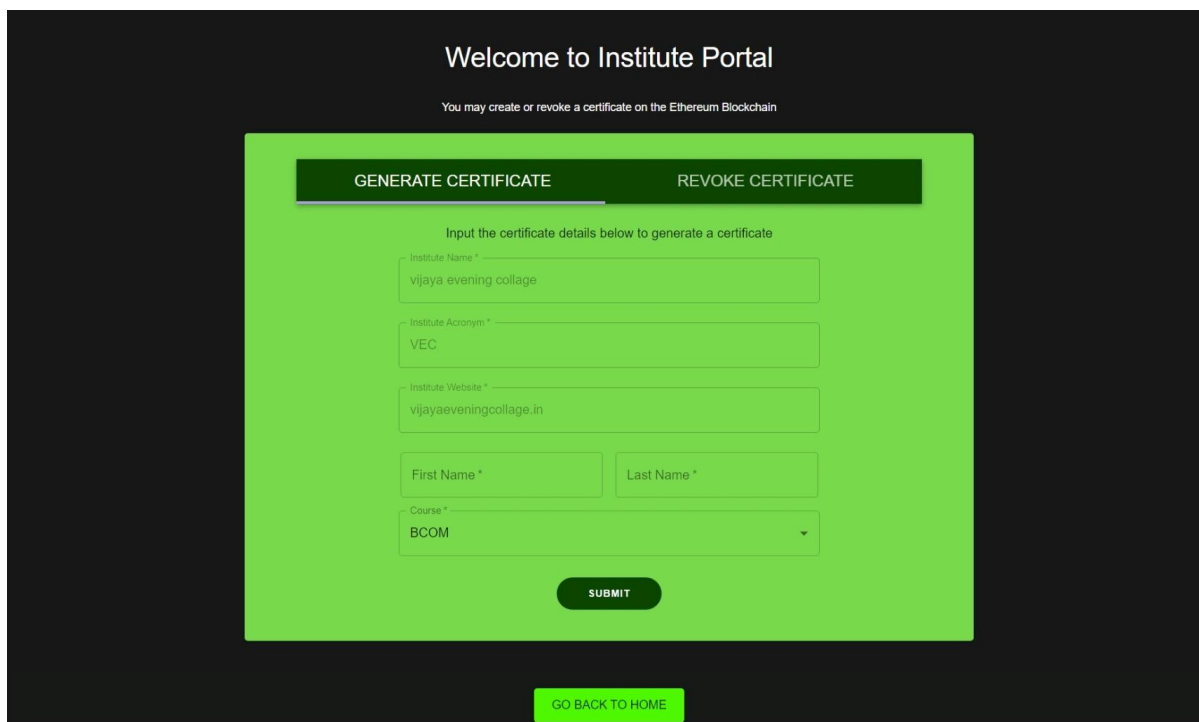 Welcome to Institute Portal
You may create or revoke a certificate on the Ethereum Blockchain
GENERATE CERTIFICATE REVOKE CERTIFICATE
Input the certificate details below to generate a certificate
Institute Name *
vijaya evening collage
Institute Acronym *
VEC
Institute Website *
vijayaeveningcollage.in
First Name * Last Name *
Course *
BCOM
SUBMIT
GO BACK TO HOME